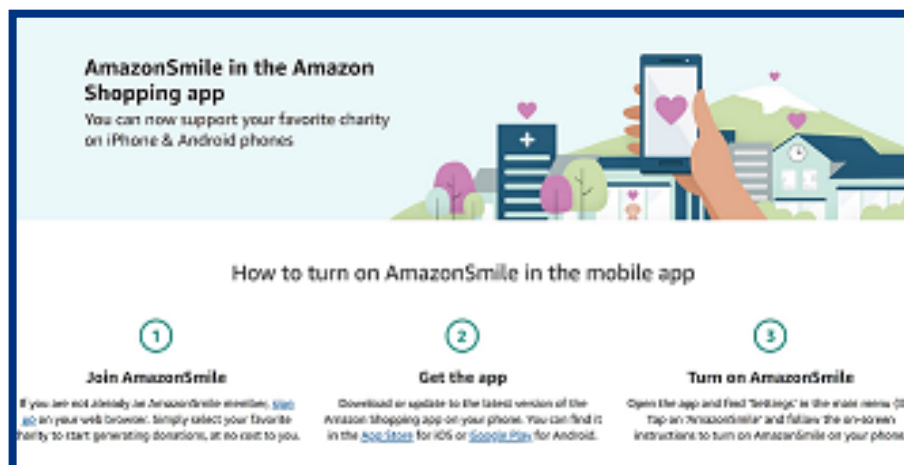 AmazonSmile in the Amazon
Shopping app
You can now support your favorite charity
on iPhone & Android phones
How to turn on AmazonSmile in the mobile app
1
2
3
Join AmazonSmile
Get the app
Turn on AmazonSmile
If you are not already an AmazonSmile member, sign
up on your web browser. Simply select your favorite
charity to start generating donations, at no cost to you.
Download or update to the latest version of the
Amazon Shopping app on your phone. You can find it
in the App Store for iOS or Google Play for Android.
Open the app and find 'Settings' in the main menu
Tap on 'AmazonSmile' and follow the on-screen
instructions to turn on AmazonSmile on your phone